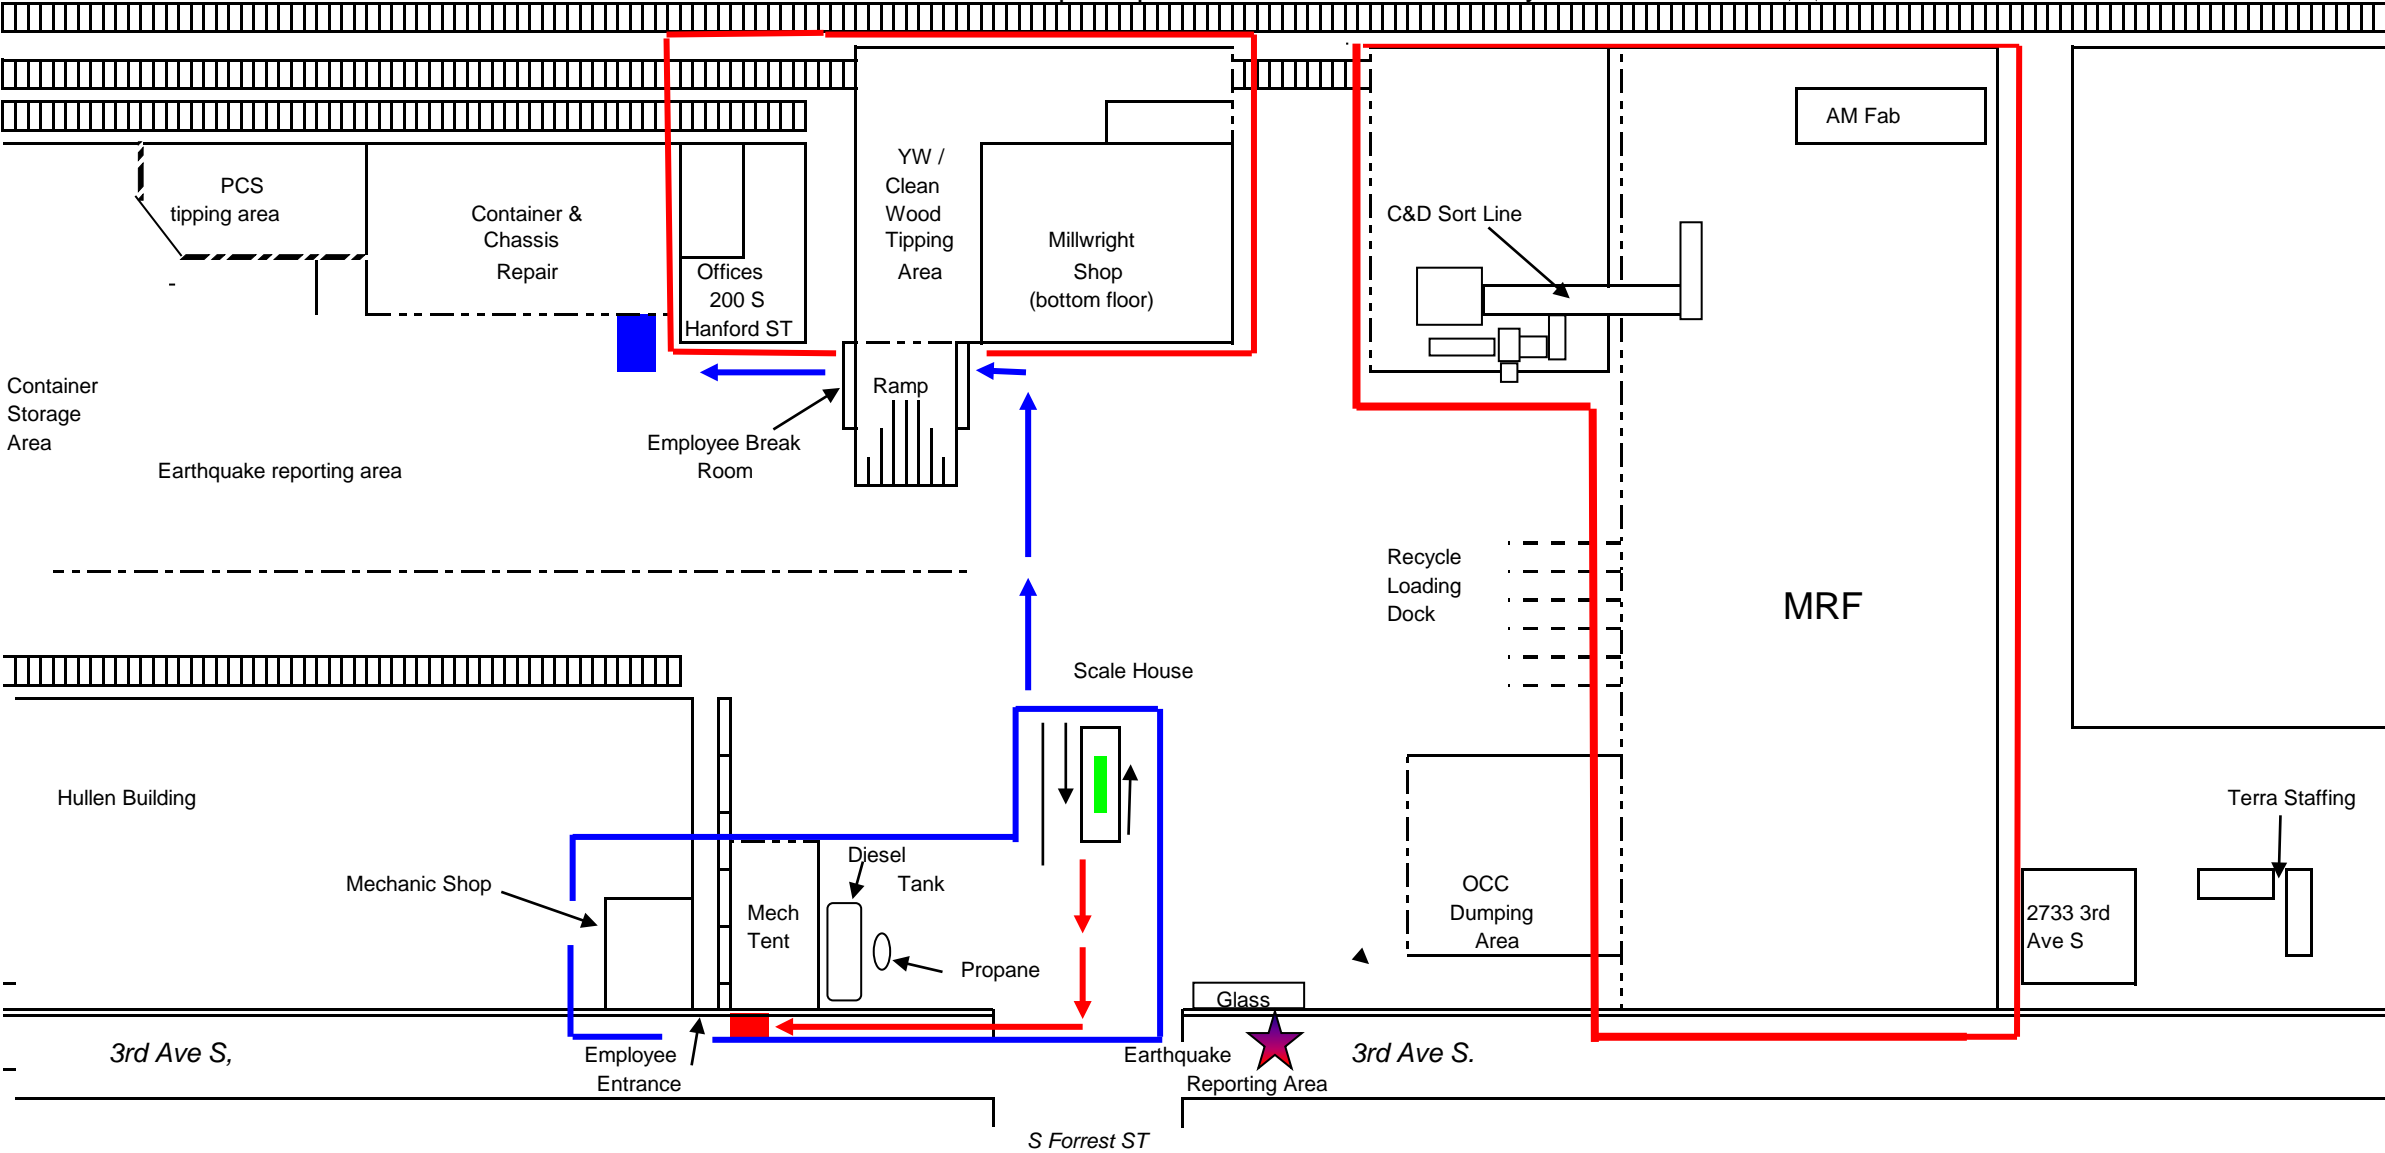 AM Fab
YW /
Clean
Wood
Tipping
Area
PCS
tipping area
Container &
Chassis
Repair
C&D Sort Line
Millwright
Shop
(bottom floor)
Offices
200 S
Hanford ST
Container
Storage
Area
Ramp
Employee Break
Room
Earthquake reporting area
Recycle
Loading
Dock
MRF
Scale House
Hullen Building
Terra Staffing
Diesel
Tank
Mechanic Shop
Mech
Tent
OCC
Dumping
Area
2733 3rd
Ave S
Propane
Glass
3rd Ave S,
Employee
Entrance
Earthquake
Reporting Area
3rd Ave S.
S Forrest ST